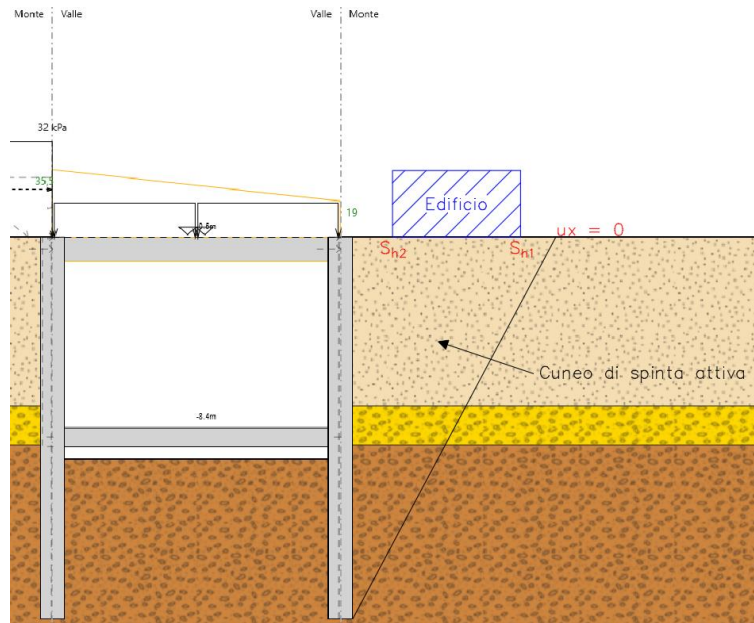 Monte Valle
Valle Monte
32 kPa
35,5
19
Edificio
ux = 0
Sh2
Sh1
Cuneo di spinta attiva
-8.4m